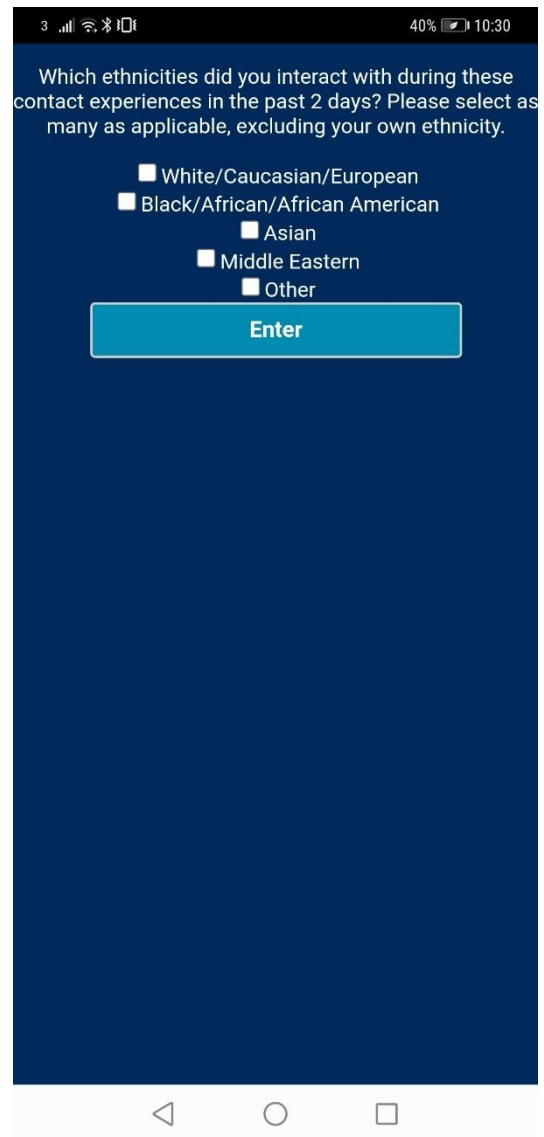 3 40% 10:30
Which ethnicities did you interact with during these
contact experiences in the past 2 days? Please select as
many as applicable, excluding your own ethnicity.
White/Caucasian/European
Black/African/African American
Asian
Middle Eastern
Other
Enter